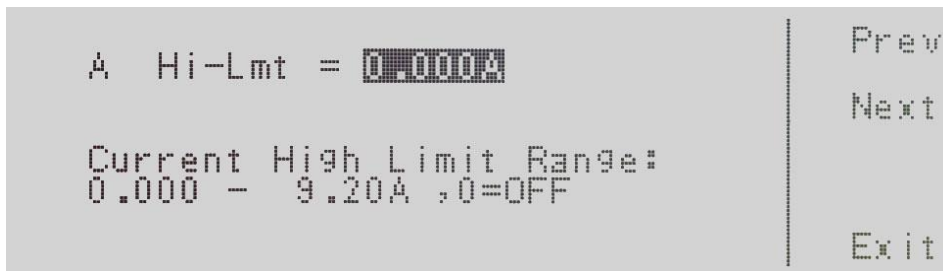 A Hi-Lmt = 0.000A
Prev
Next
Current High Limit Range:
0.000 - 9.20A ,0=OFF
Exit